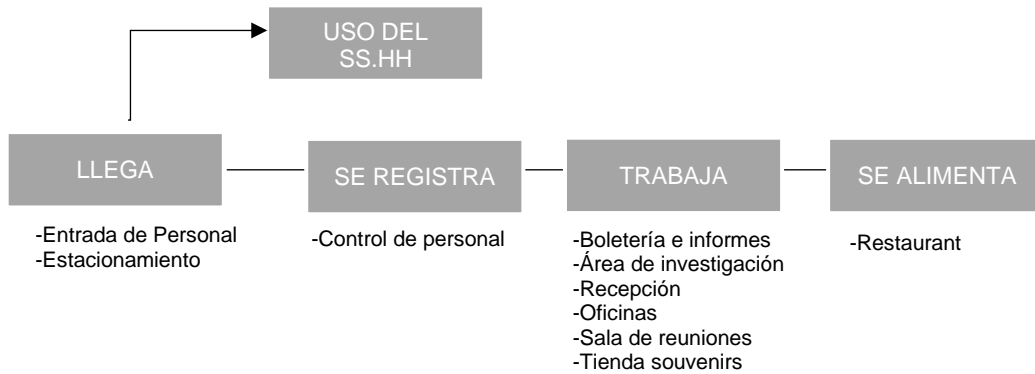 USO DEL
SS.HH
LLEGA
SE REGISTRA
TRABAJA
SE ALIMENTA
-Entrada de Personal
-Estacionamiento
-Control de personal
-Boletería e informes
-Área de investigación
-Recepción
-Oficinas
-Sala de reuniones
-Tienda souvenirs
-Restaurant